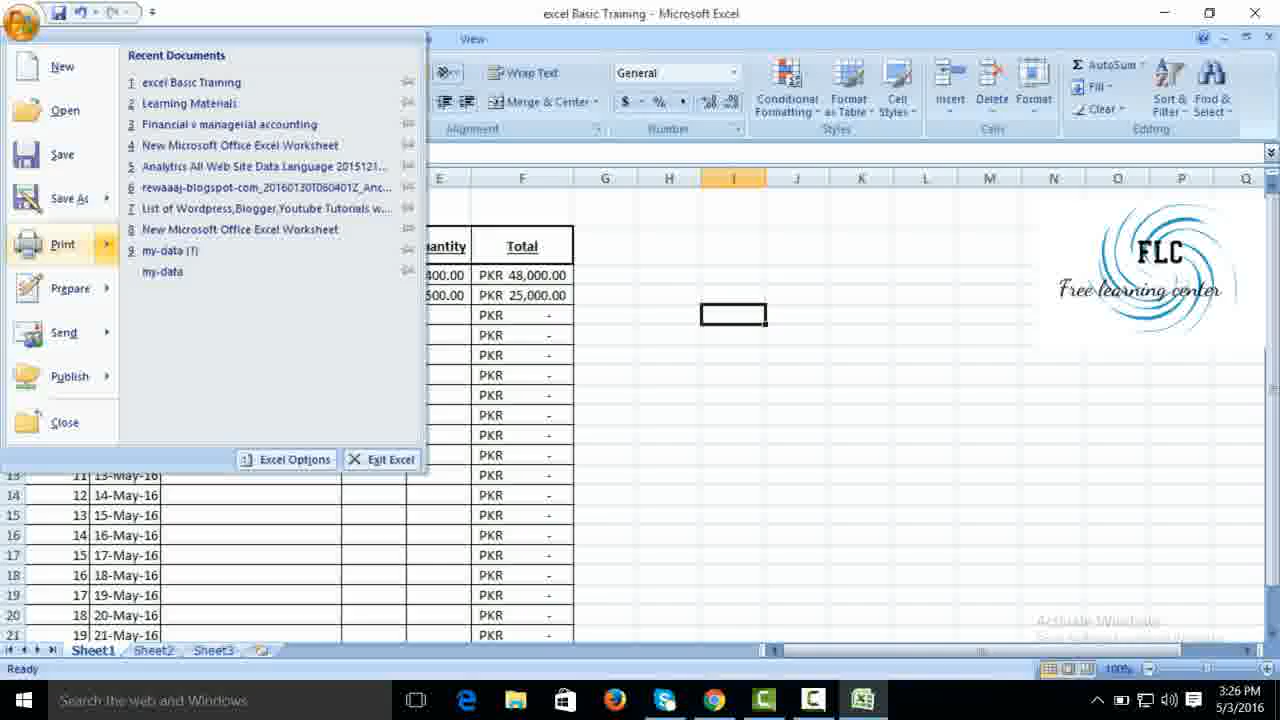 excel Basic Training - Microsoft Excel
View
New
Open
Save
Save As
Print
Prepare
Send
Publish
Close
Recent Documents
1 excel Basic Training
2 Learning Materials
3 Financial v managerial accounting
4 New Microsoft Office Excel Worksheet
5 Analytics All Web Site Data Language 2015121...
6 rewaaaj-blogspot-com_20160130T060401Z_Anc...
7 List of Wordpress,Blogger,Youtube Tutorials w...
8 New Microsoft Office Excel Worksheet
9 my-data (1)
my-data
Excel Options
Exit Excel
Wrap Text
Merge & Center
Alignment
General
$ % ,
Number
Conditional Formatting
Format as Table
Cell Styles
Styles
Insert
Delete
Format
Cells
Σ AutoSum
Fill
Clear
Sort & Filter
Find & Select
Editing
E F G H I J K L M N O P Q
antity Total
400.00 PKR 48,000.00
500.00 PKR 25,000.00
PKR -
PKR -
PKR -
PKR -
PKR -
PKR -
PKR -
PKR -
13 11 13-May-16 PKR -
14 12 14-May-16 PKR -
15 13 15-May-16 PKR -
16 14 16-May-16 PKR -
17 15 17-May-16 PKR -
18 16 18-May-16 PKR -
19 17 19-May-16 PKR -
20 18 20-May-16 PKR -
21 19 21-May-16 PKR -
FLC
Free learning center
Activate Windows
Sheet1 Sheet2 Sheet3
Ready
100%
Search the web and Windows
3:26 PM
5/3/2016